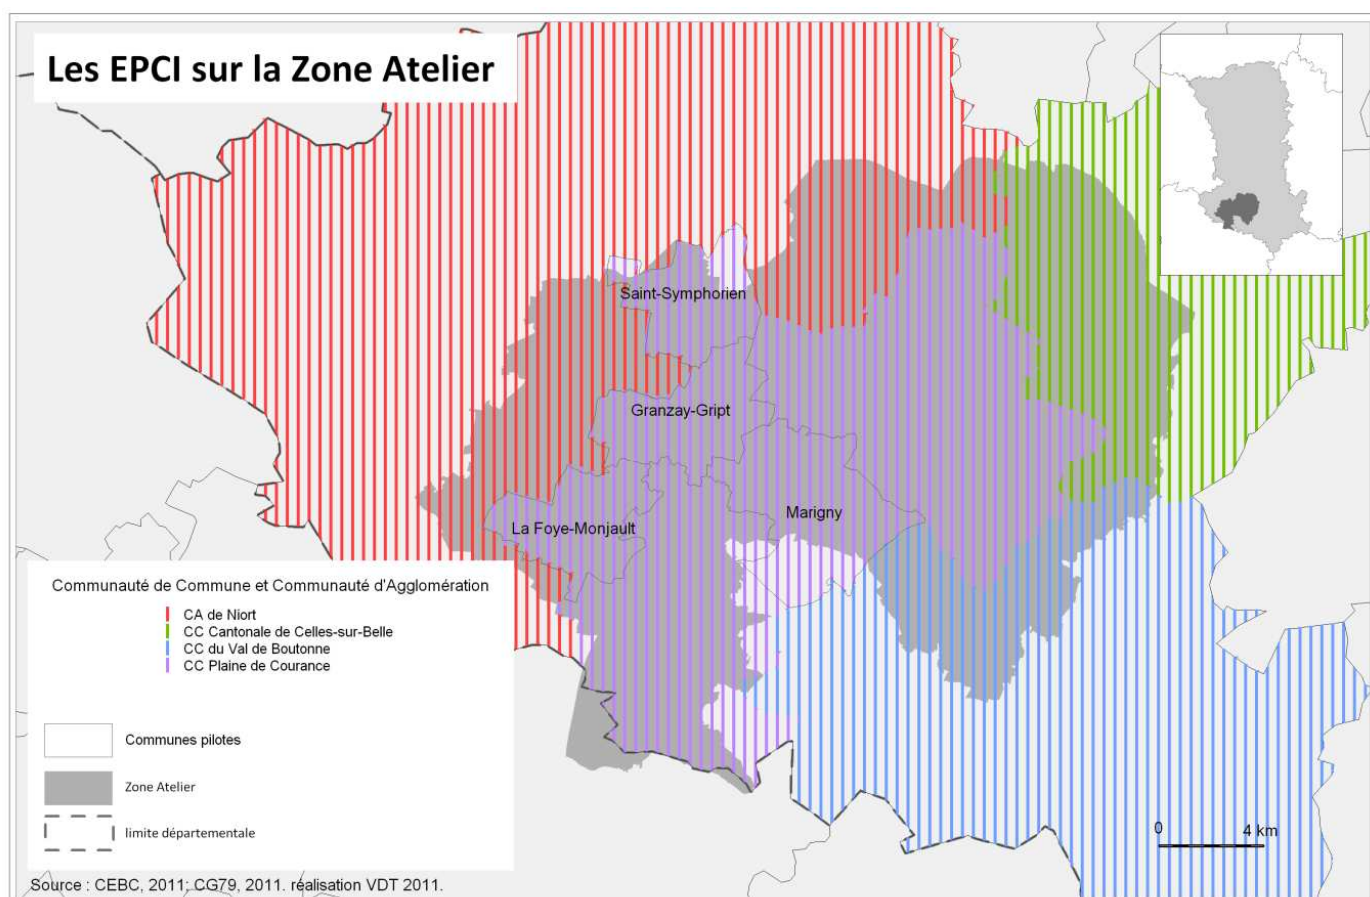 Les EPCI sur la Zone Atelier
Saint-Symphorien
Granzay-Gript
Marigny
La Foye-Monjault
Communauté de Commune et Communauté d'Agglomération
CA de Niort
CC Cantonale de Celles-sur-Belle
CC du Val de Boutonne
CC Plaine de Courance
Communes pilotes
Zone Atelier
limite départementale
0 4 km
Source : CEBC, 2011; CG79, 2011. réalisation VDT 2011.